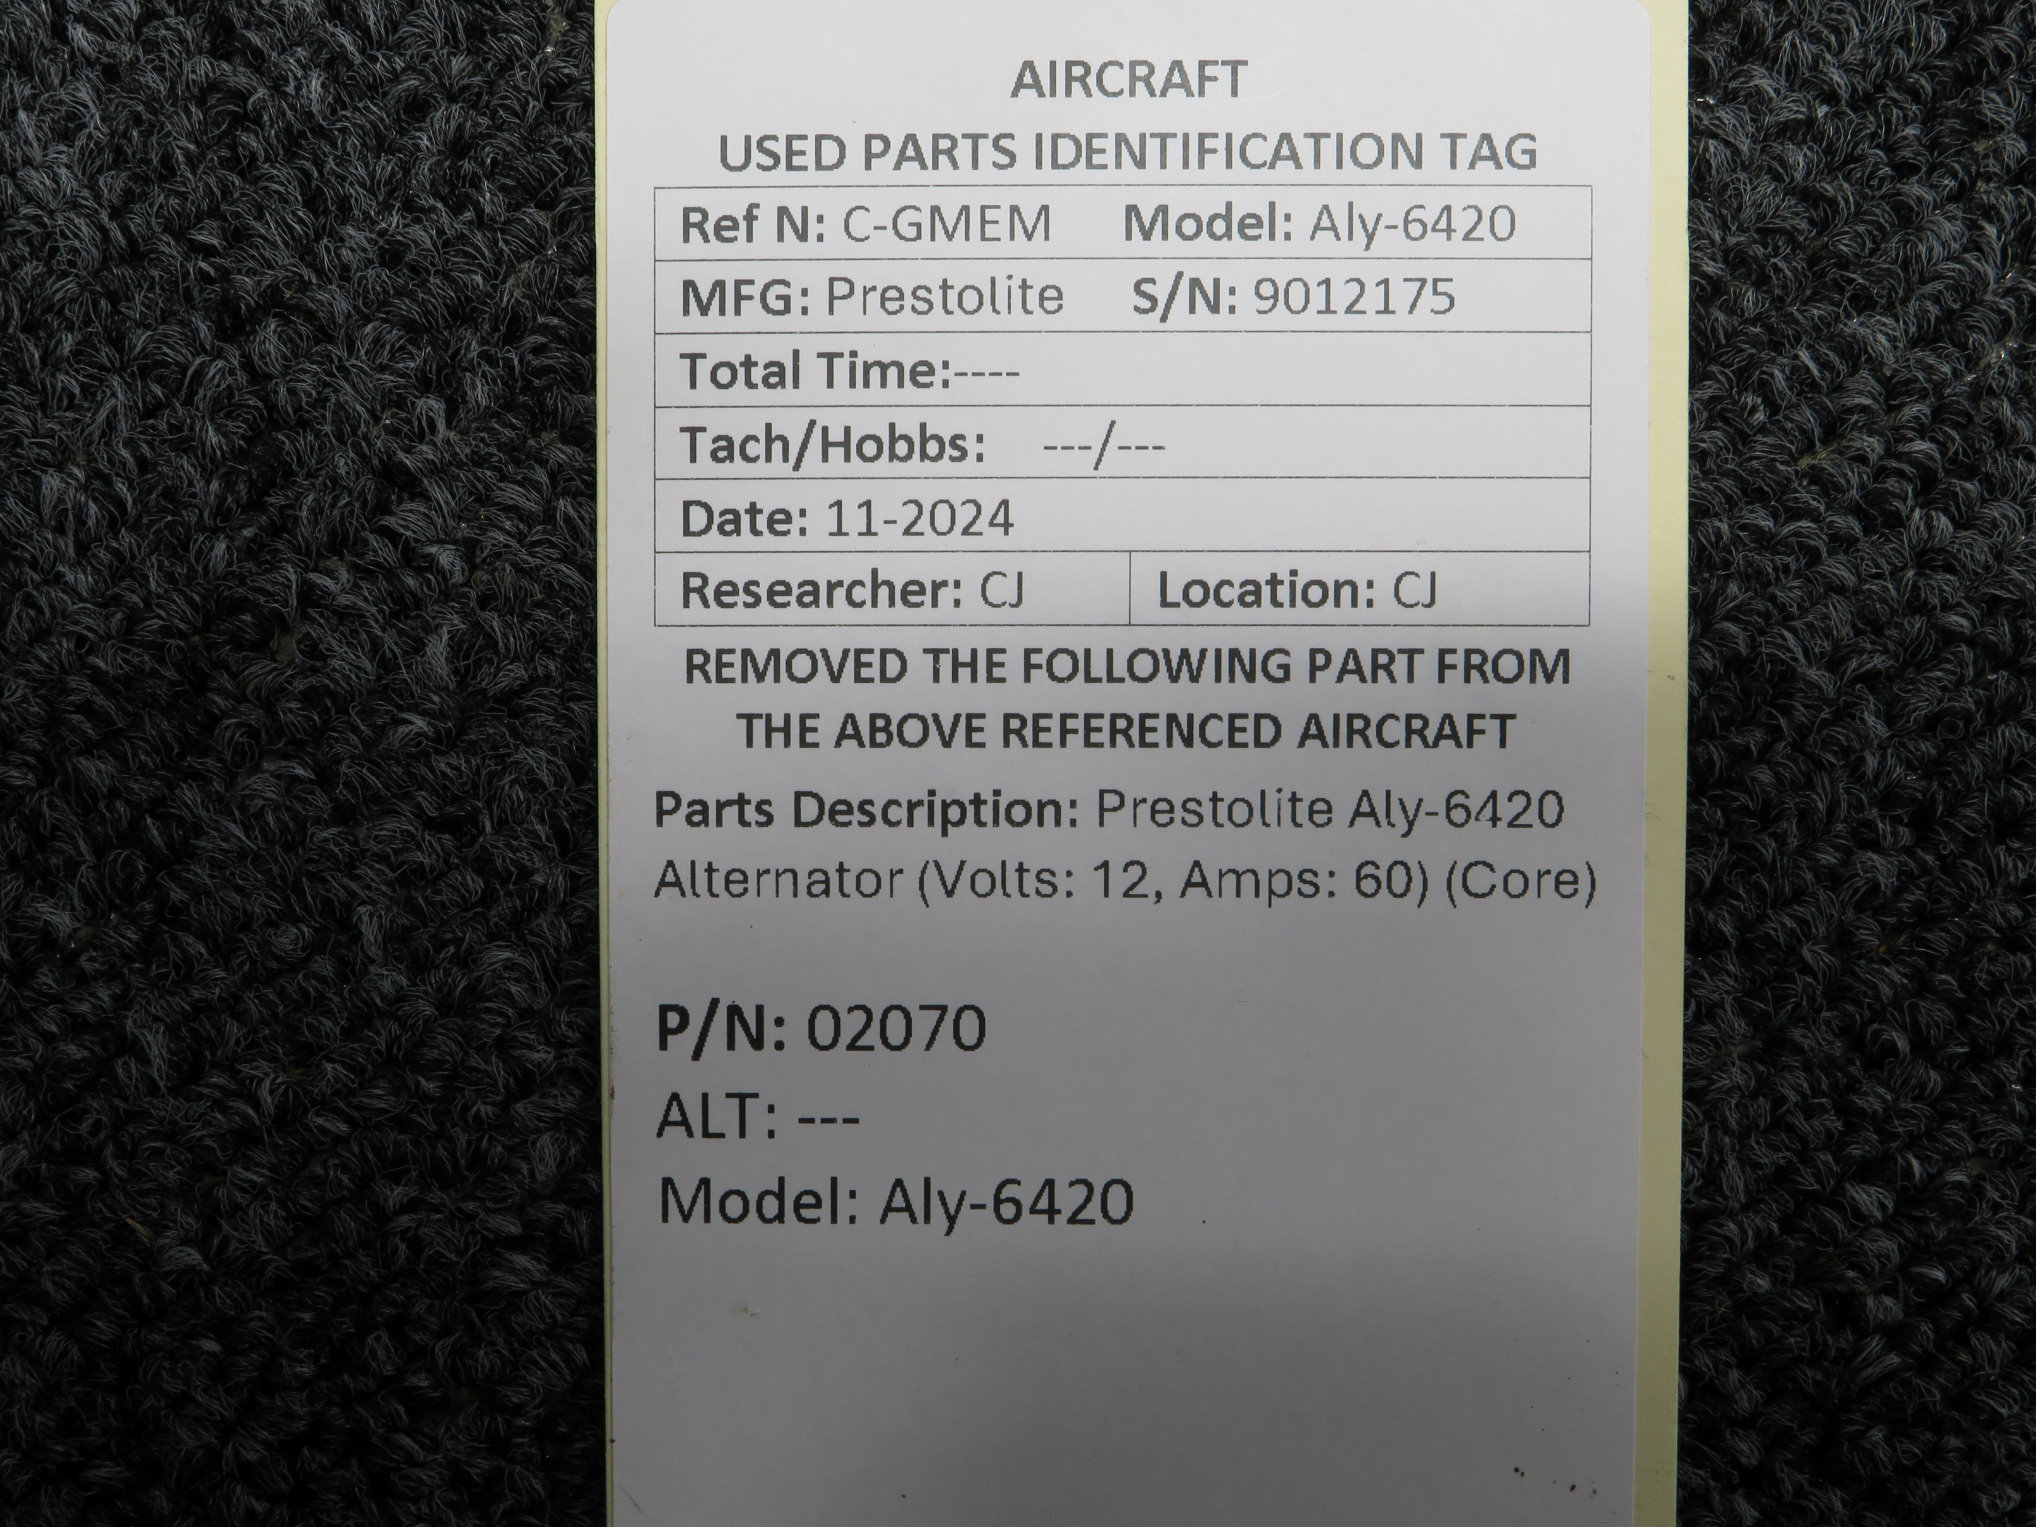 AIRCRAFT
USED PARTS IDENTIFICATION TAG
Ref N: C-GMEM Model: Aly-6420
MFG: Prestolite S/N: 9012175
Total Time:----
Tach/Hobbs: ---/---
Date: 11-2024
Researcher: CJ Location: CJ
REMOVED THE FOLLOWING PART FROM
THE ABOVE REFERENCED AIRCRAFT
Parts Description: Prestolite Aly-6420
Alternator (Volts: 12, Amps: 60) (Core)
P/N: 02070
ALT: ---
Model: Aly-6420